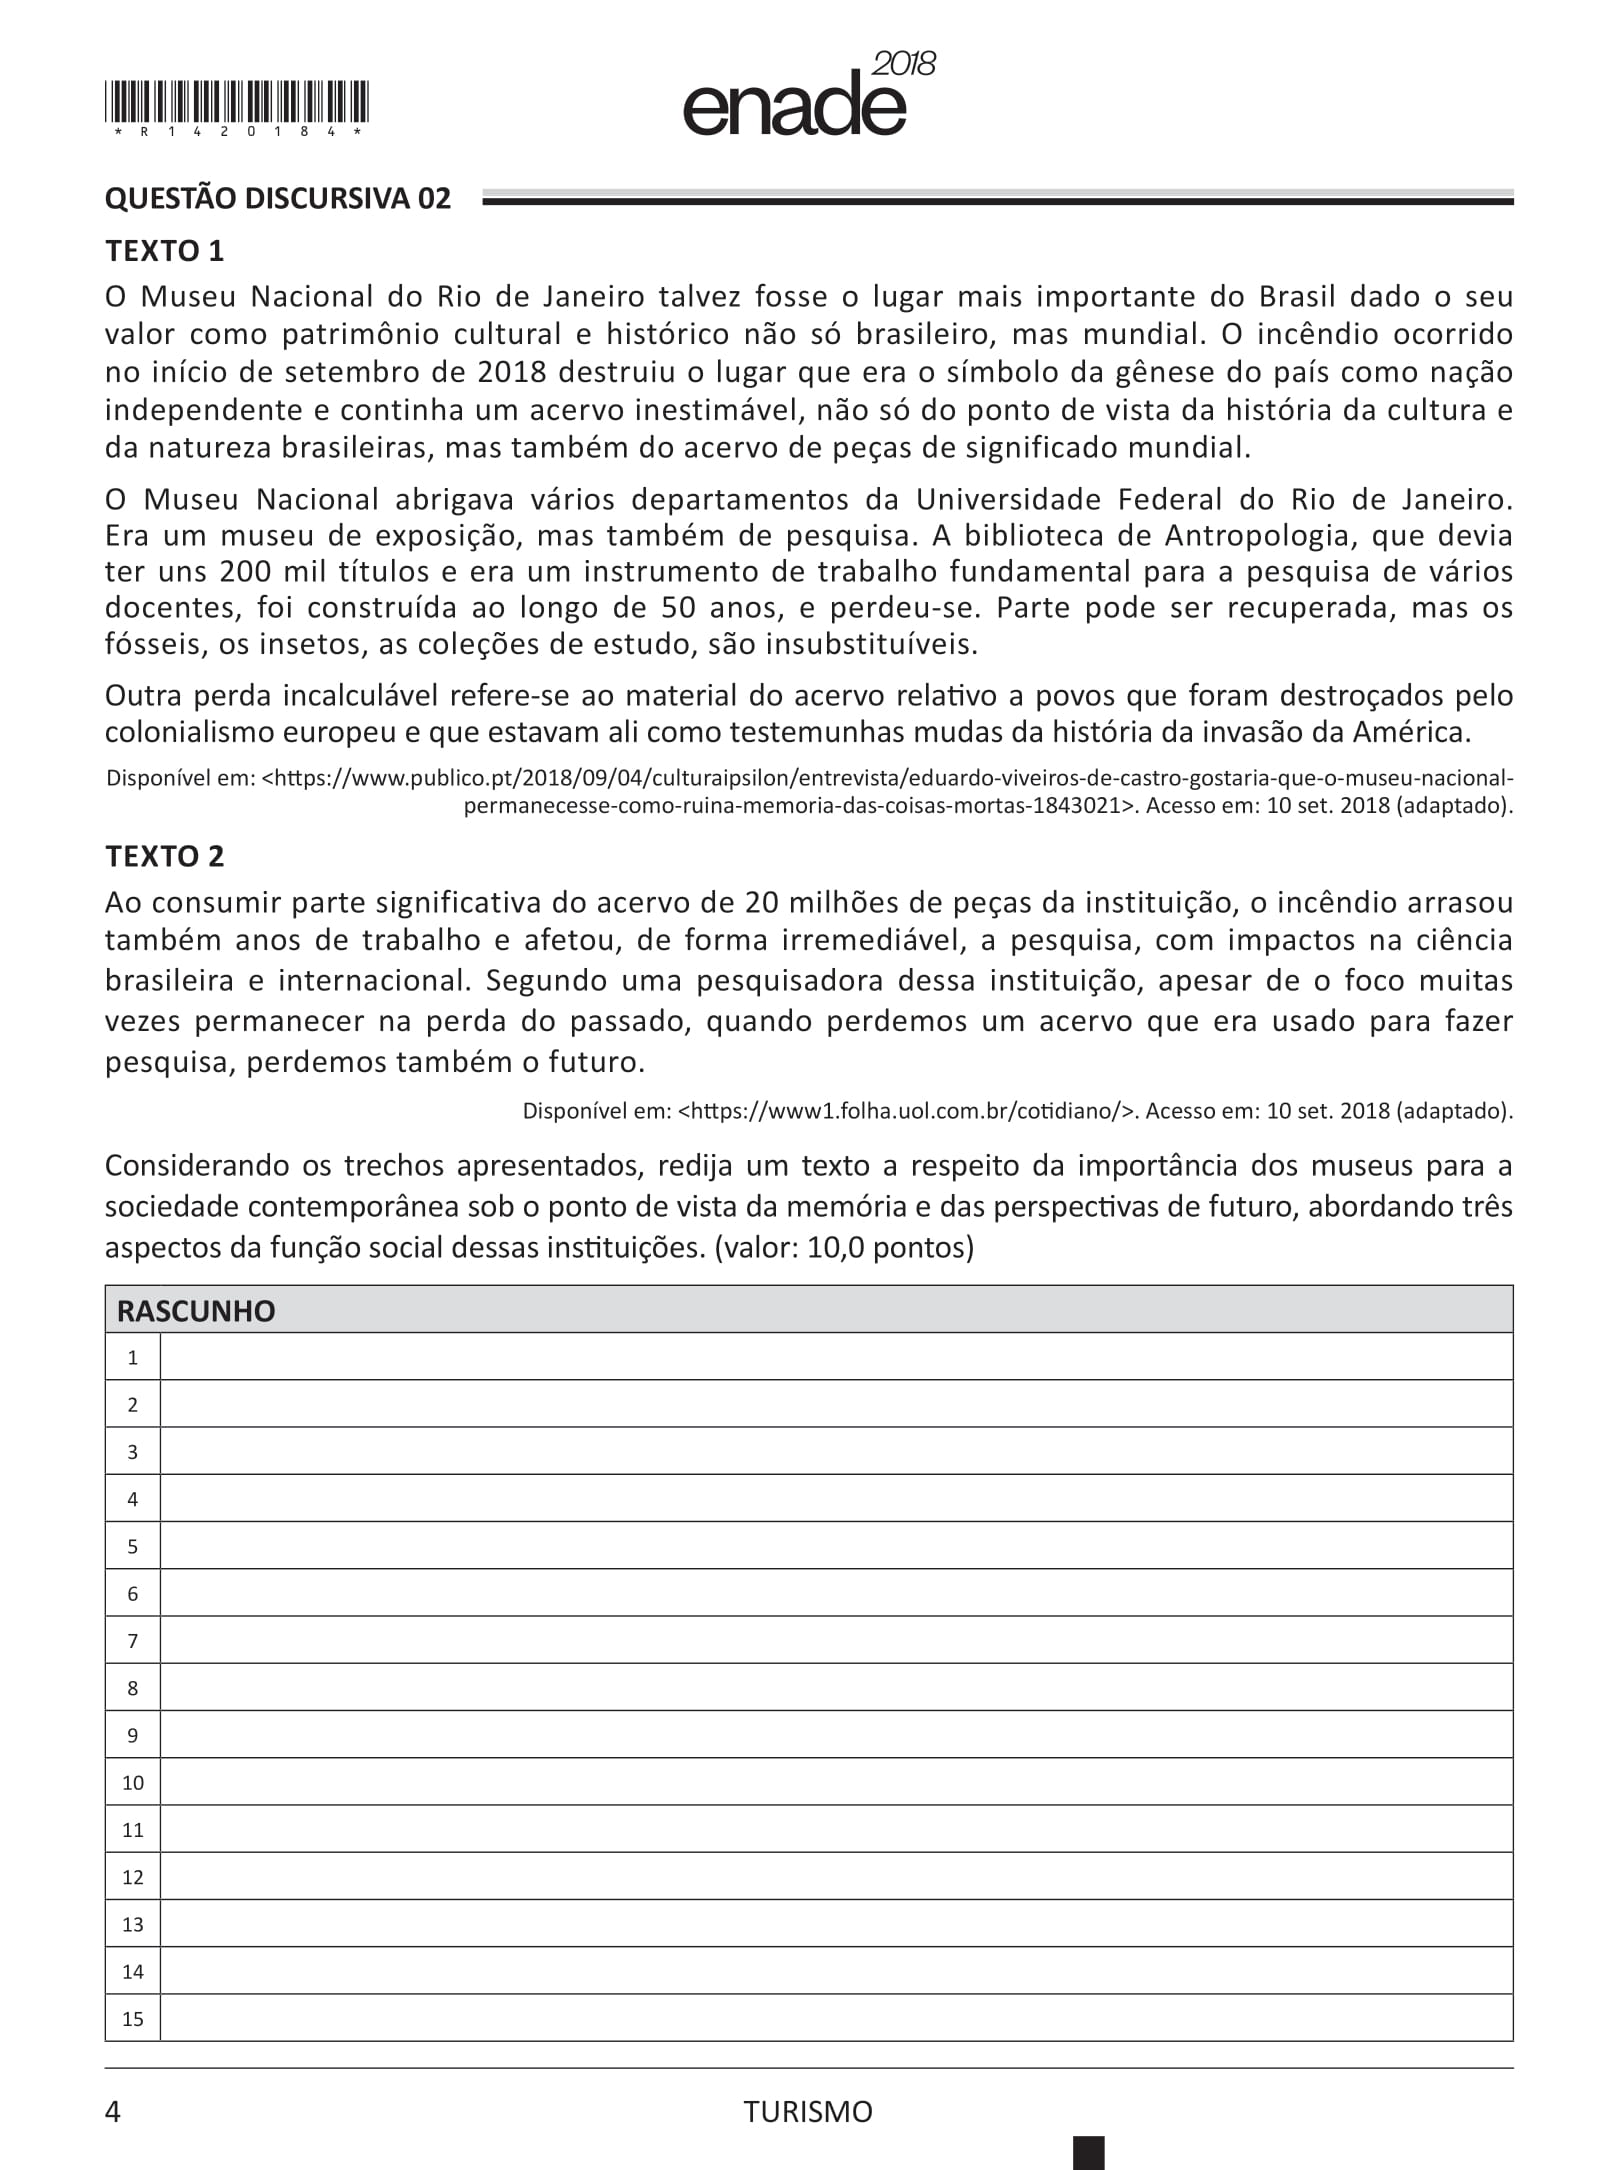 * R 1 4 2 0 1 8 4 *
enade 2018
QUESTÃO DISCURSIVA 02
TEXTO 1
O Museu Nacional do Rio de Janeiro talvez fosse o lugar mais importante do Brasil dado o seu
valor como patrimônio cultural e histórico não só brasileiro, mas mundial. O incêndio ocorrido
no início de setembro de 2018 destruiu o lugar que era o símbolo da gênese do país como nação
independente e continha um acervo inestimável, não só do ponto de vista da história da cultura e
da natureza brasileiras, mas também do acervo de peças de significado mundial.
O Museu Nacional abrigava vários departamentos da Universidade Federal do Rio de Janeiro.
Era um museu de exposição, mas também de pesquisa. A biblioteca de Antropologia, que devia
ter uns 200 mil títulos e era um instrumento de trabalho fundamental para a pesquisa de vários
docentes, foi construída ao longo de 50 anos, e perdeu-se. Parte pode ser recuperada, mas os
fósseis, os insetos, as coleções de estudo, são insubstituíveis.
Outra perda incalculável refere-se ao material do acervo relativo a povos que foram destroçados pelo
colonialismo europeu e que estavam ali como testemunhas mudas da história da invasão da América.
Disponível em: <https://www.publico.pt/2018/09/04/culturaipsilon/entrevista/eduardo-viveiros-de-castro-gostaria-que-o-museu-nacional-
permanecesse-como-ruina-memoria-das-coisas-mortas-1843021>. Acesso em: 10 set. 2018 (adaptado).
TEXTO 2
Ao consumir parte significativa do acervo de 20 milhões de peças da instituição, o incêndio arrasou
também anos de trabalho e afetou, de forma irremediável, a pesquisa, com impactos na ciência
brasileira e internacional. Segundo uma pesquisadora dessa instituição, apesar de o foco muitas
vezes permanecer na perda do passado, quando perdemos um acervo que era usado para fazer
pesquisa, perdemos também o futuro.
Disponível em: <https://www1.folha.uol.com.br/cotidiano/>. Acesso em: 10 set. 2018 (adaptado).
Considerando os trechos apresentados, redija um texto a respeito da importância dos museus para a
sociedade contemporânea sob o ponto de vista da memória e das perspectivas de futuro, abordando três
aspectos da função social dessas instituições. (valor: 10,0 pontos)
RASCUNHO
1
2
3
4
5
6
7
8
9
10
11
12
13
14
15
4
TURISMO